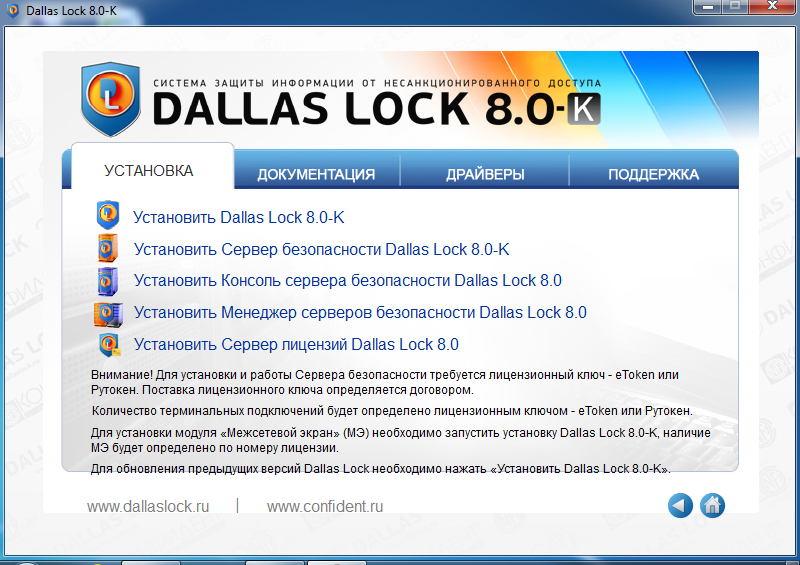 Dallas Lock 8.0-K
СИСТЕМА ЗАЩИТЫ ИНФОРМАЦИИ ОТ НЕСАНКЦИОНИРОВАННОГО ДОСТУПА
DALLAS LOCK 8.0-K
УСТАНОВКА
ДОКУМЕНТАЦИЯ
ДРАЙВЕРЫ
ПОДДЕРЖКА
Установить Dallas Lock 8.0-K
Установить Сервер безопасности Dallas Lock 8.0-K
Установить Консоль сервера безопасности Dallas Lock 8.0
Установить Менеджер серверов безопасности Dallas Lock 8.0
Установить Сервер лицензий Dallas Lock 8.0
Внимание! Для установки и работы Сервера безопасности требуется лицензионный ключ - eToken или
Рутокен. Поставка лицензионного ключа определяется договором.
Количество терминальных подключений будет определено лицензионным ключом - eToken или Рутокен.
Для установки модуля «Межсетевой экран» (МЭ) необходимо запустить установку Dallas Lock 8.0-K, наличие
МЭ будет определено по номеру лицензии.
Для обновления предыдущих версий Dallas Lock необходимо нажать «Установить Dallas Lock 8.0-K».
www.dallaslock.ru | www.confident.ru